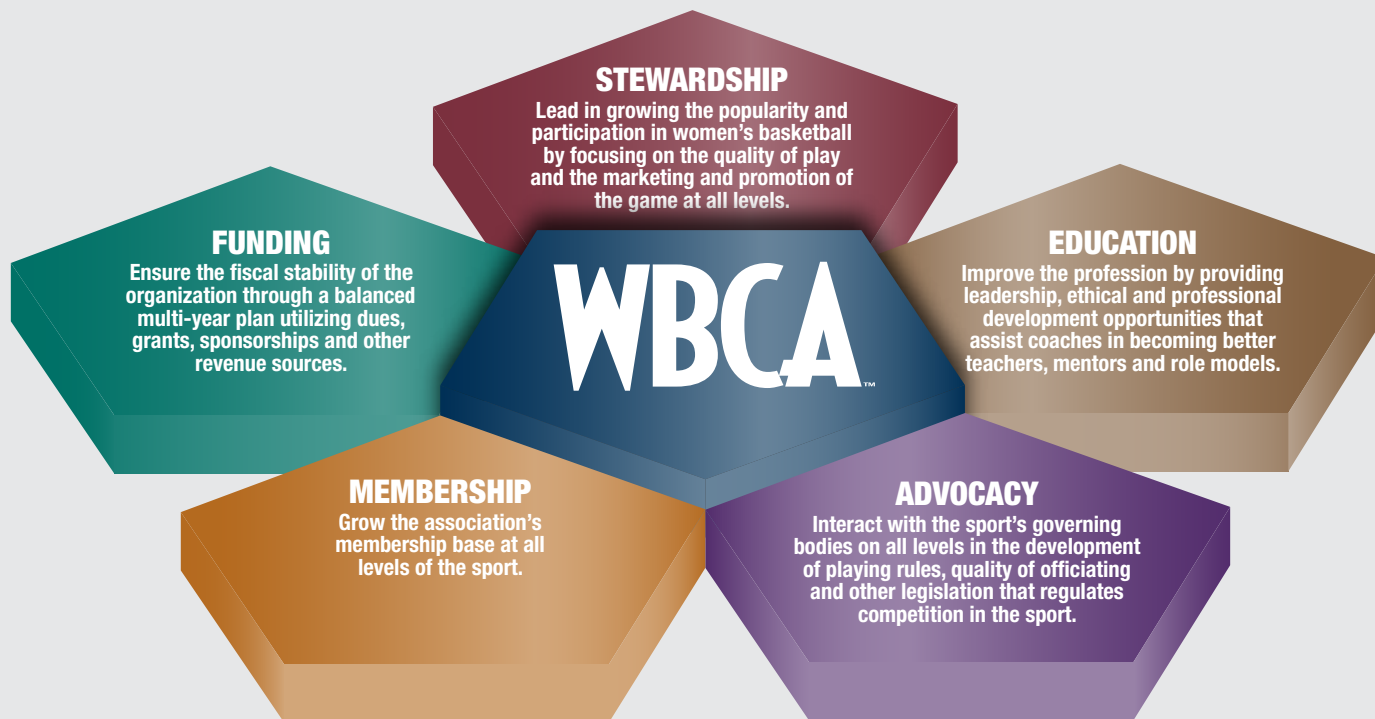 STEWARDSHIP
Lead in growing the popularity and
participation in women's basketball
by focusing on the quality of play
and the marketing and promotion of
the game at all levels.
FUNDING
Ensure the fiscal stability of the
organization through a balanced
multi-year plan utilizing dues,
grants, sponsorships and other
revenue sources.
WBCA™
EDUCATION
Improve the profession by providing
leadership, ethical and professional
development opportunities that
assist coaches in becoming better
teachers, mentors and role models.
MEMBERSHIP
Grow the association's
membership base at all
levels of the sport.
ADVOCACY
Interact with the sport's governing
bodies on all levels in the development
of playing rules, quality of officiating
and other legislation that regulates
competition in the sport.